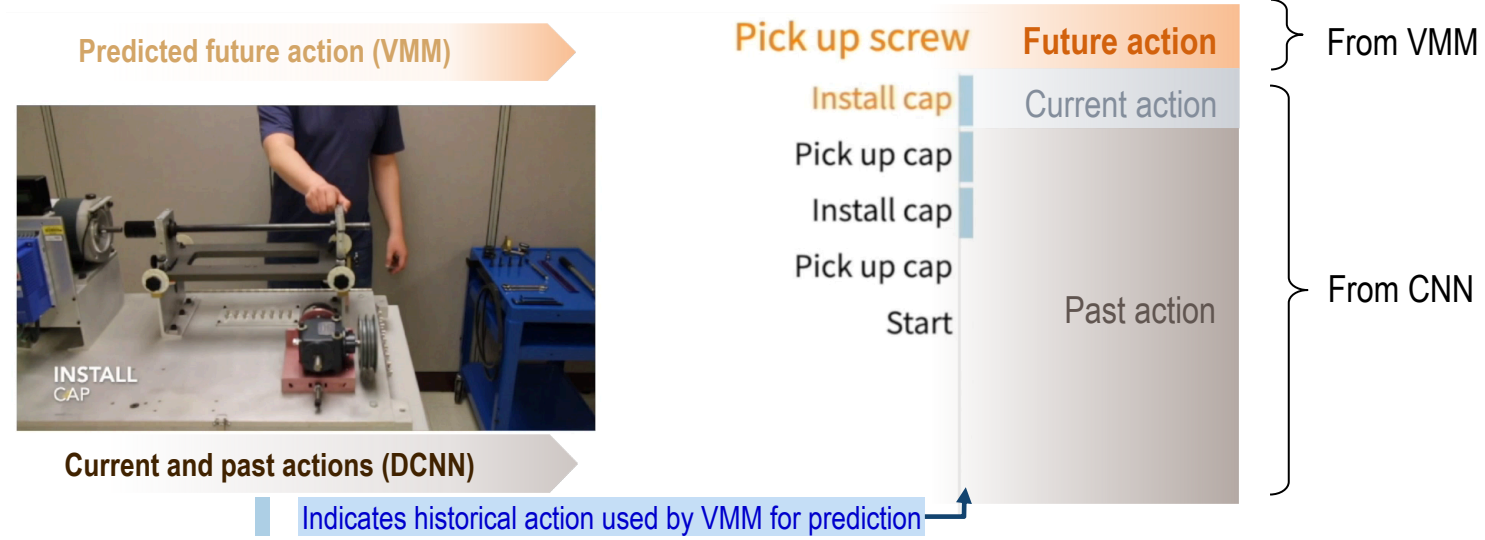 Predicted future action (VMM)
Pick up screw
Future action
From VMM
Install cap
Current action
Pick up cap
Install cap
Pick up cap
Start
Past action
From CNN
INSTALL
CAP
Current and past actions (DCNN)
Indicates historical action used by VMM for prediction